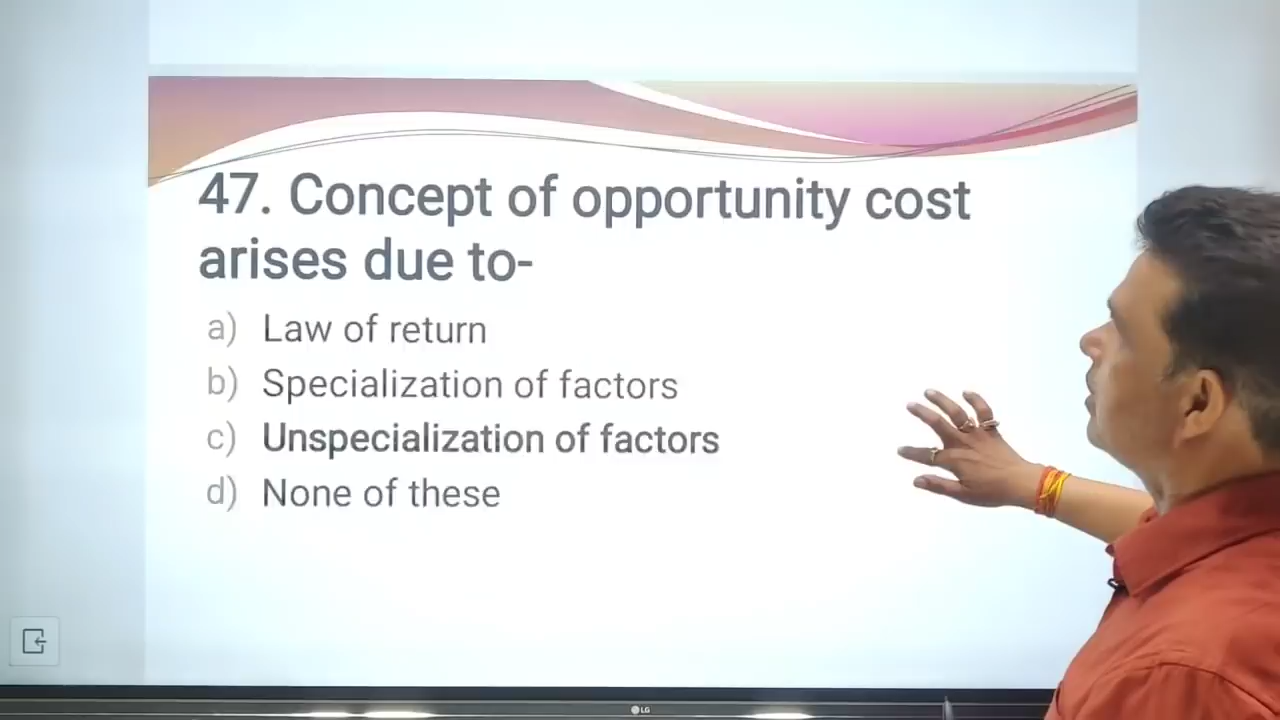 47. Concept of opportunity cost
arises due to-
a) Law of return
b) Specialization of factors
c) Unspecialization of factors
d) None of these
LG